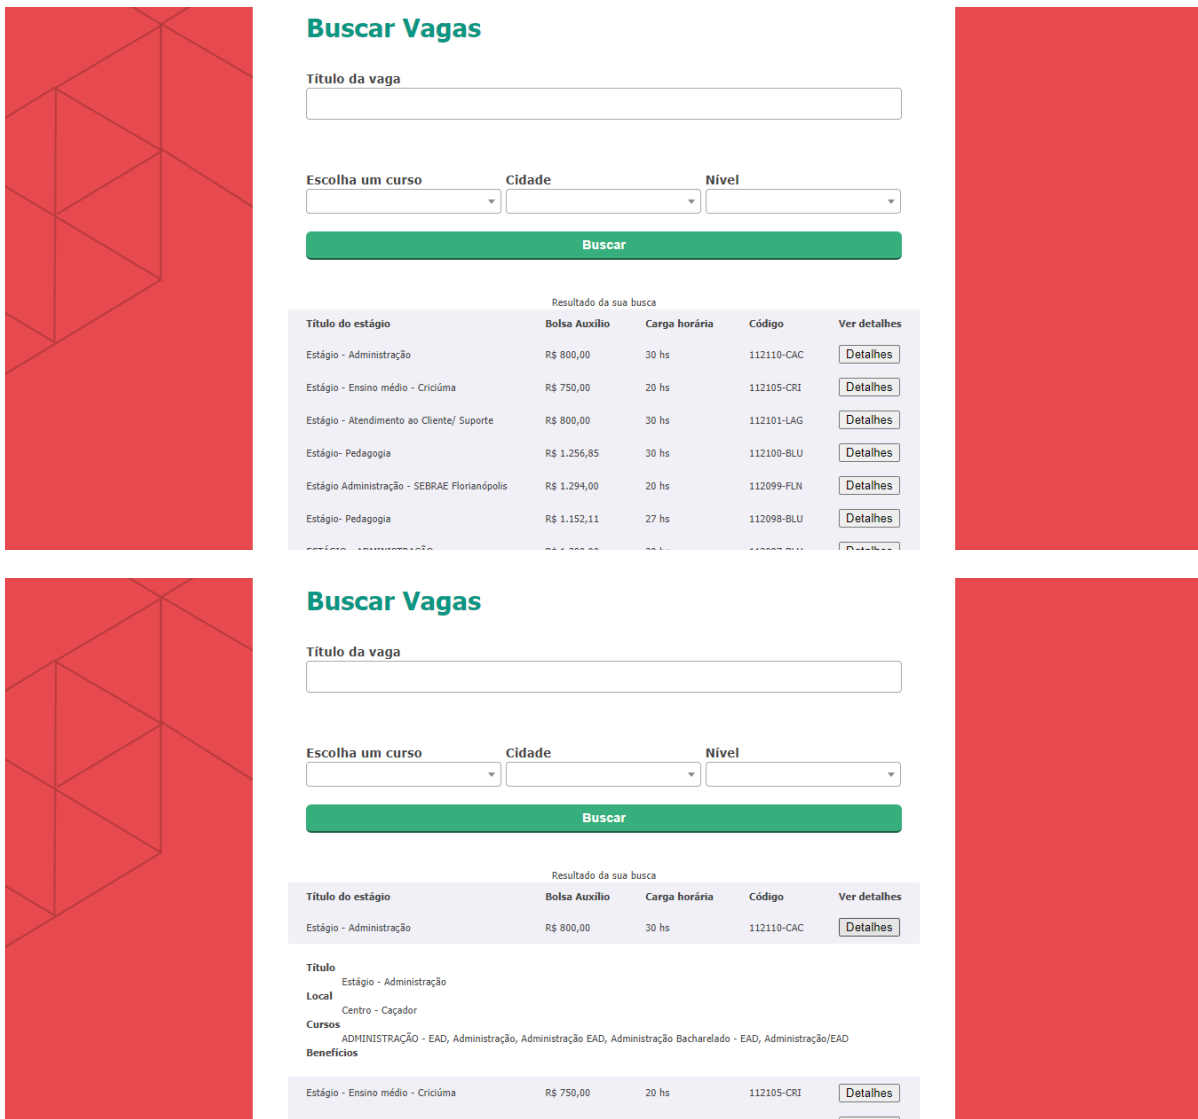 Buscar Vagas
Título da vaga
Escolha um curso Cidade Nível
Buscar
Resultado da sua busca
Título do estágio Bolsa Auxílio Carga horária Código Ver detalhes
Estágio - Administração R$ 800,00 30 hs 112110-CAC Detalhes
Estágio - Ensino médio - Criciúma R$ 750,00 20 hs 112105-CRI Detalhes
Estágio - Atendimento ao Cliente/ Suporte R$ 800,00 30 hs 112101-LAG Detalhes
Estágio- Pedagogia R$ 1.256,85 30 hs 112100-BLU Detalhes
Estágio Administração - SEBRAE Florianópolis R$ 1.294,00 20 hs 112099-FLN Detalhes
Estágio- Pedagogia R$ 1.152,11 27 hs 112098-BLU Detalhes
ESTÁGIO - ADMINISTRAÇÃO Detalhes
Buscar Vagas
Título da vaga
Escolha um curso Cidade Nível
Buscar
Resultado da sua busca
Título do estágio Bolsa Auxílio Carga horária Código Ver detalhes
Estágio - Administração R$ 800,00 30 hs 112110-CAC Detalhes
Título
Estágio - Administração
Local
Centro - Caçador
Cursos
ADMINISTRAÇÃO - EAD, Administração, Administração EAD, Administração Bacharelado - EAD, Administração/EAD
Benefícios
Estágio - Ensino médio - Criciúma R$ 750,00 20 hs 112105-CRI Detalhes